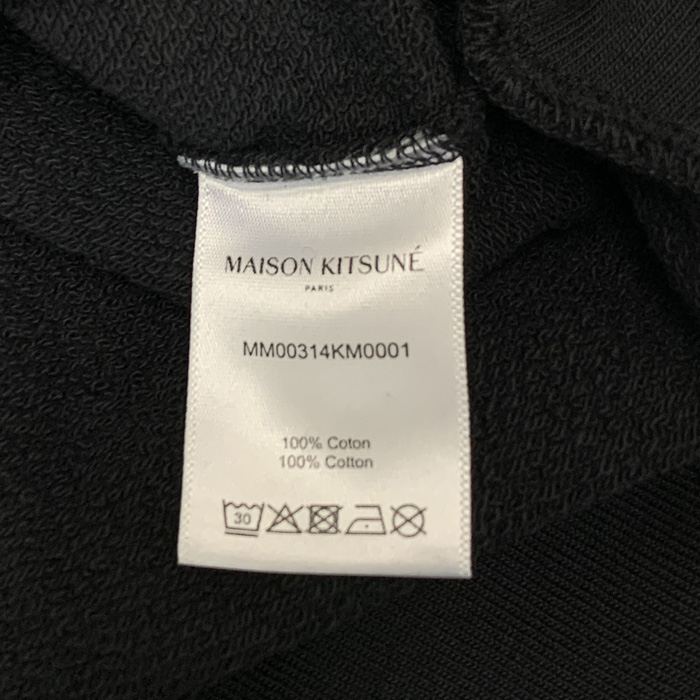 MAISON KITSUNÉ
PARIS
MM00314KM0001
100% Coton
100% Cotton
30